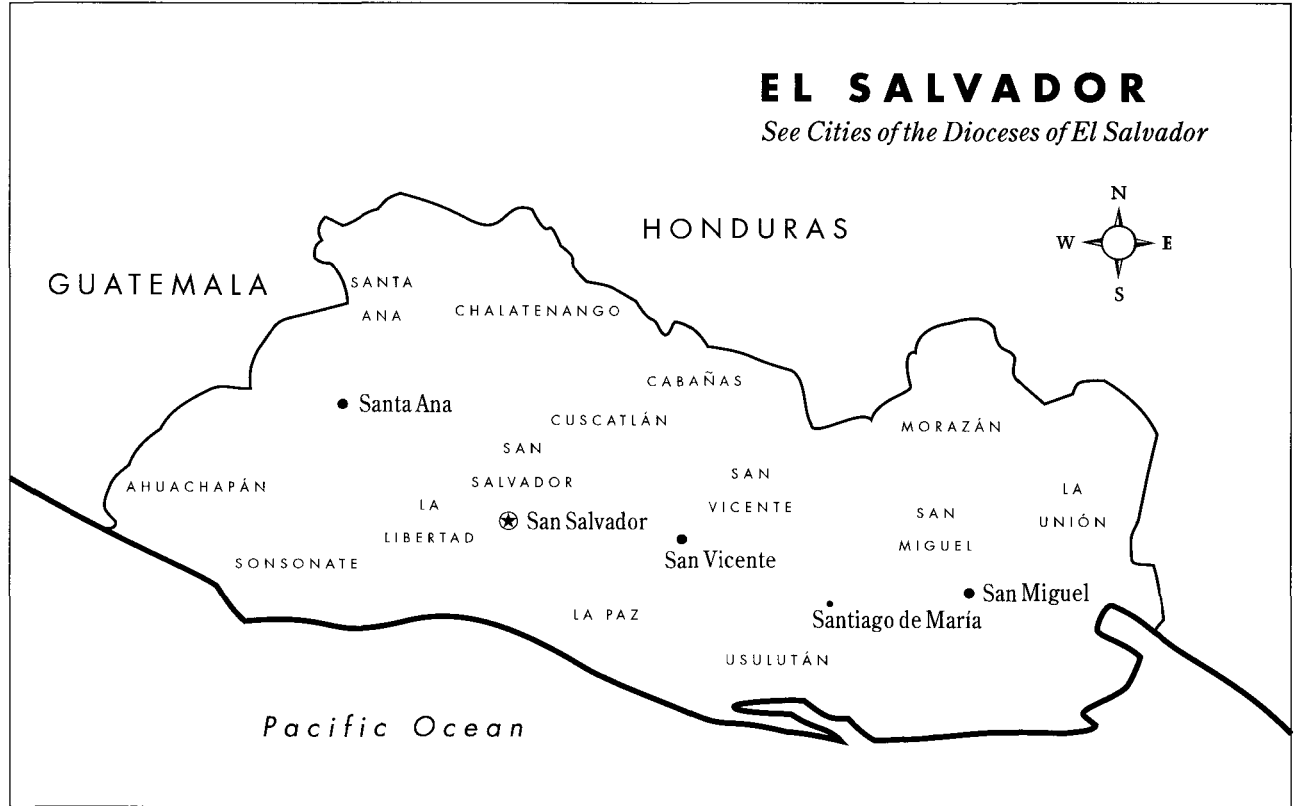 EL SALVADOR
See Cities of the Dioceses of El Salvador
N
W E
S
HONDURAS
GUATEMALA
SANTA
ANA
CHALATENANGO
CABAÑAS
Santa Ana
CUSCATLÁN
MORAZÁN
SAN
SALVADOR
AHUACHAPÁN
SAN
VICENTE
LA
UNIÓN
LA
LIBERTAD
San Salvador
SAN
MIGUEL
San Vicente
SONSONATE
San Miguel
LA PAZ
Santiago de María
USULUTÁN
Pacific Ocean